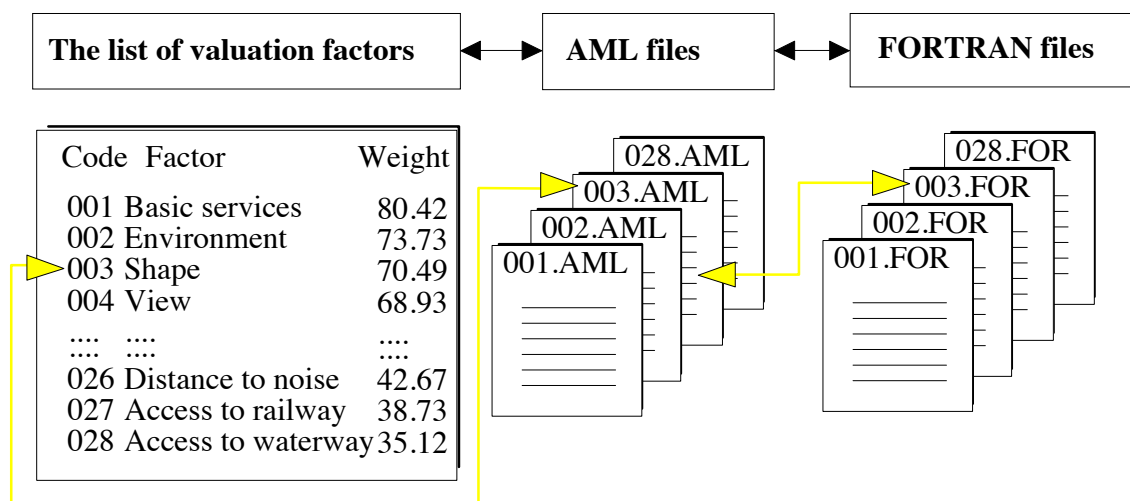 The list of valuation factors
AML files
FORTRAN files
Code Factor Weight
001 Basic services 80.42
002 Environment 73.73
003 Shape 70.49
004 View 68.93
.... .... ....
.... .... ....
026 Distance to noise 42.67
027 Access to railway 38.73
028 Access to waterway 35.12
028.AML
003.AML
002.AML
001.AML
028.FOR
003.FOR
002.FOR
001.FOR